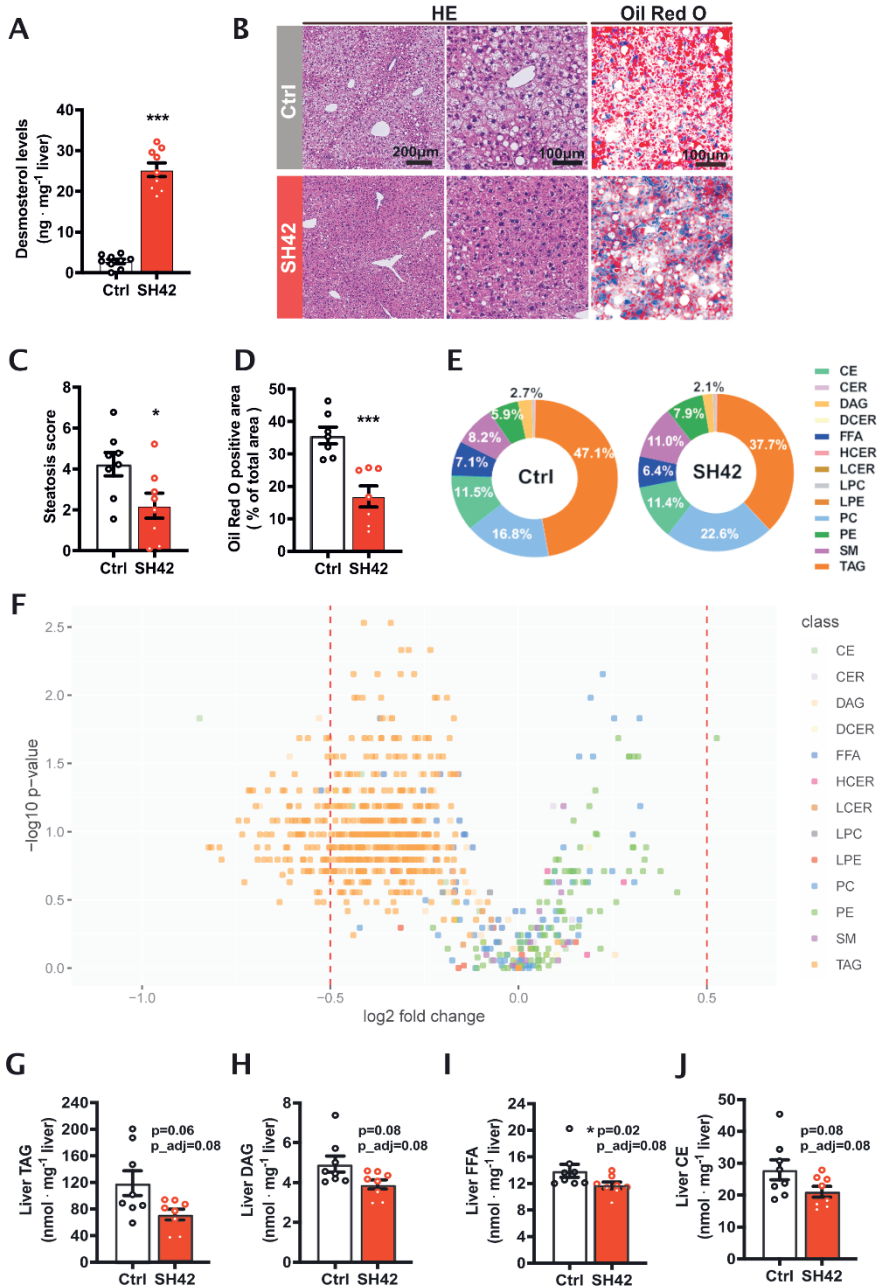 A
Desmosterol levels
(ng · mg-1 liver)
40
30
20
10
0
***
Ctrl SH42
B
HE
Oil Red O
Ctrl
200μm
100μm
100μm
SH42
C
Steatosis score
8
6
4
2
0
*
Ctrl SH42
D
Oil Red O positive area
( % of total area )
50
40
30
20
10
0
***
Ctrl SH42
E
2.7%
5.9%
8.2%
7.1%
11.5%
16.8%
47.1%
Ctrl
2.1%
7.9%
11.0%
6.4%
11.4%
22.6%
37.7%
SH42
CE
CER
DAG
DCER
FFA
HCER
LCER
LPC
LPE
PC
PE
SM
TAG
F
−log10 p-value
2.5
2.0
1.5
1.0
0.5
0.0
−1.0
−0.5
0.0
0.5
log2 fold change
class
CE
CER
DAG
DCER
FFA
HCER
LCER
LPC
LPE
PC
PE
SM
TAG
G
Liver TAG
(nmol · mg-1 liver)
240
200
160
120
80
40
0
p=0.06
p_adj=0.08
Ctrl SH42
H
Liver DAG
(nmol · mg-1 liver)
8
6
4
2
0
p=0.08
p_adj=0.08
Ctrl SH42
I
Liver FFA
(nmol · mg-1 liver)
24
20
16
12
8
4
0
* p=0.02
p_adj=0.08
Ctrl SH42
J
Liver CE
(nmol · mg-1 liver)
50
40
30
20
10
0
p=0.08
p_adj=0.08
Ctrl SH42